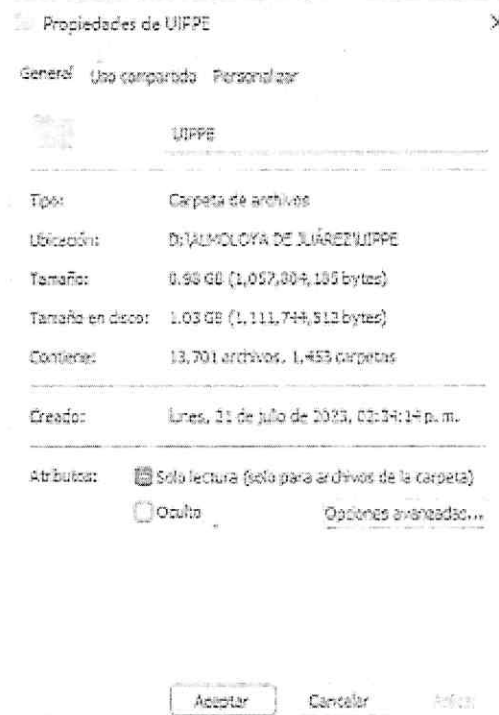 Propiedades de UIPPE
General Uso compartido Personalizar
UIPPE
Tipo: Carpeta de archivos
Ubicación: D:\ALMOLOYA DE JUÁREZ\UIPPE
Tamaño: 0.98 GB (1,057,804,185 bytes)
Tamaño en disco: 1.03 GB (1,111,744,512 bytes)
Contiene: 13,701 archivos, 1,453 carpetas
Creado: lunes, 31 de julio de 2023, 02:34:14 p. m.
Atributos: Solo lectura (solo para archivos de la carpeta)
Oculto Opciones avanzadas...
Aceptar Cancelar Aplicar